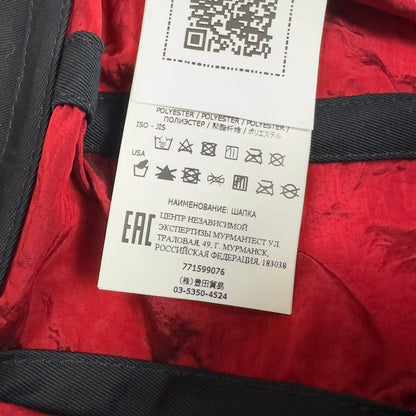 POLYESTER / POLYESTER / POLYESTER /
ПОЛИЭСТЕР / 聚酯纤维 / ポリエステル
ISO - JIS
USA
НАИМЕНОВАНИЕ: ШАПКА
EAC
ЦЕНТР НЕЗАВИСИМОЙ
ЭКСПЕРТИЗЫ МУРМАНТЕСТ УЛ.
ТРАЛОВАЯ, 49, Г. МУРМАНСК,
РОССИЙСКАЯ ФЕДЕРАЦИЯ, 183038
771599076
(株)豊田貿易
03-5350-4524